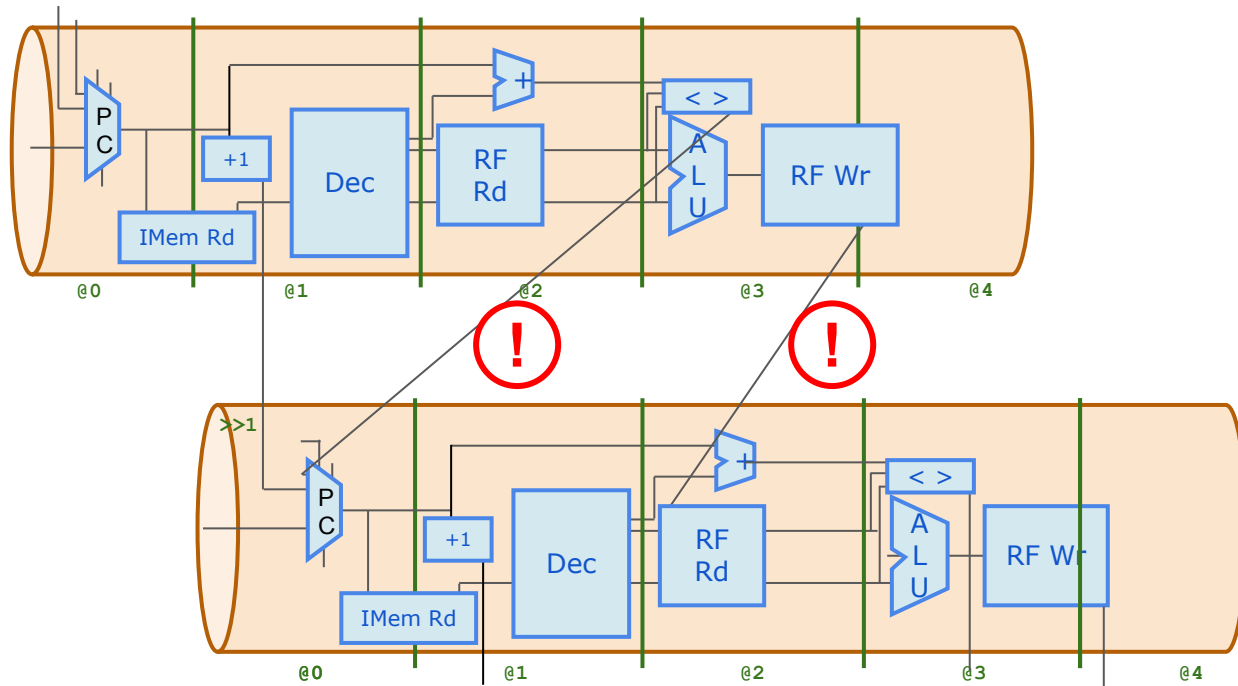 P
C
+1
IMem Rd
Dec
+
RF
Rd
< >
A
L
U
RF Wr
@0
@1
@2
@3
@4
!
!
>>1
P
C
+1
IMem Rd
Dec
+
RF
Rd
< >
A
L
U
RF Wr
@0
@1
@2
@3
@4